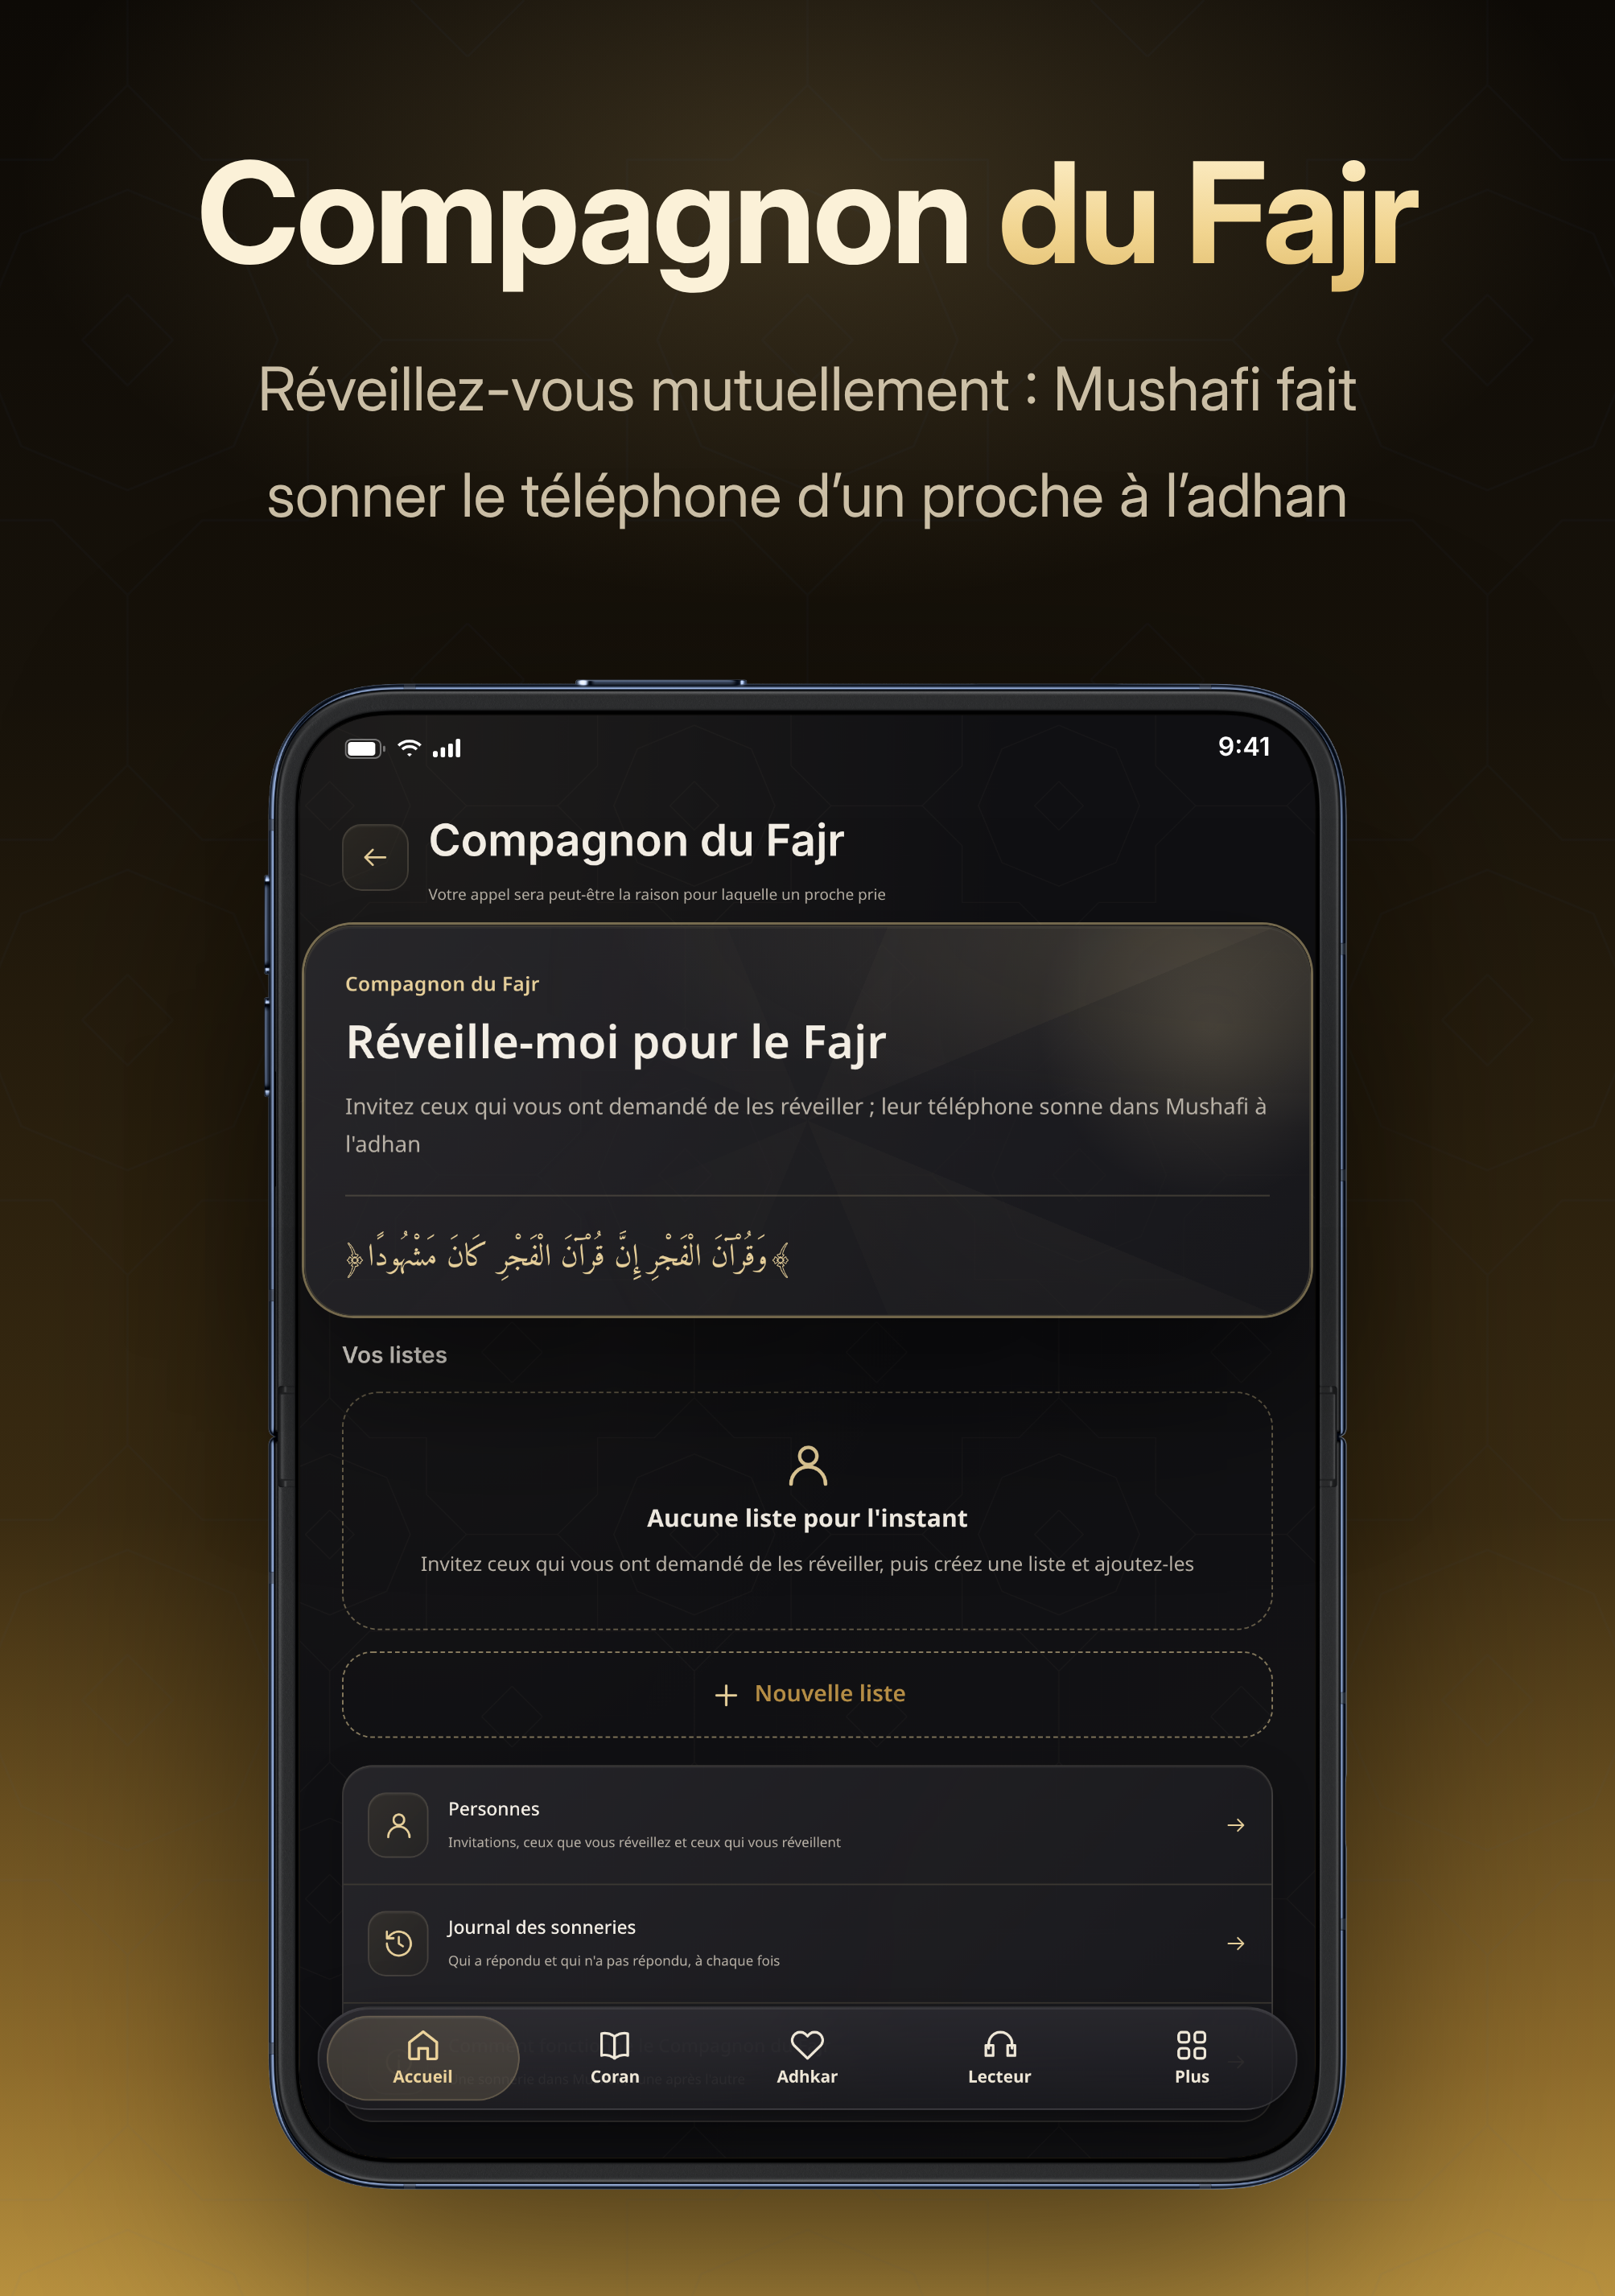 Compagnon du Fajr
Réveillez-vous mutuellement : Mushafi fait
sonner le téléphone d’un proche à l’adhan
9:41
Compagnon du Fajr
Votre appel sera peut-être la raison pour laquelle un proche prie
Compagnon du Fajr
Réveille-moi pour le Fajr
Invitez ceux qui vous ont demandé de les réveiller ; leur téléphone sonne dans Mushafi à
l'adhan
﴿وَقُرْآنَ الْفَجْرِ إِنَّ قُرْآنَ الْفَجْرِ كَانَ مَشْهُودًا﴾
Vos listes
Aucune liste pour l'instant
Invitez ceux qui vous ont demandé de les réveiller, puis créez une liste et ajoutez-les
Nouvelle liste
Personnes
Invitations, ceux que vous réveillez et ceux qui vous réveillent
Journal des sonneries
Qui a répondu et qui n'a pas répondu, à chaque fois
Accueil
Coran
Adhkar
Lecteur
Plus